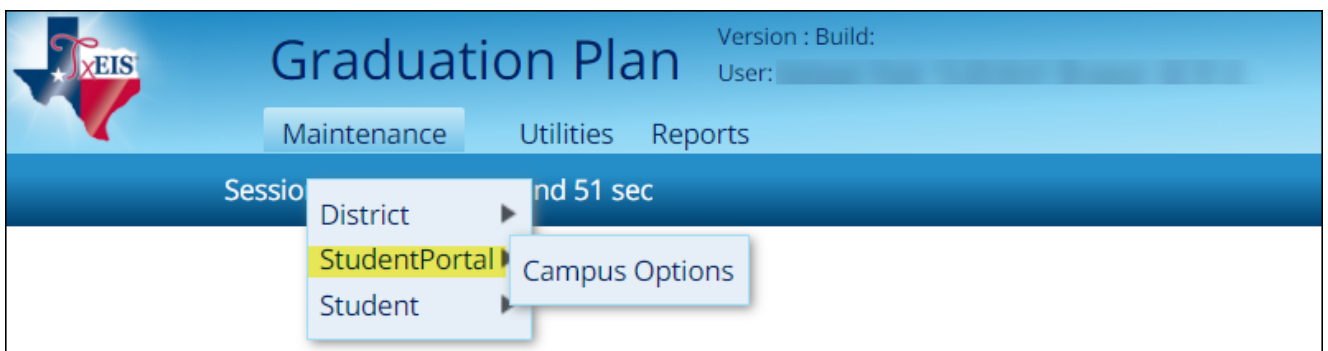 TxEIS
Graduation Plan
Version : Build:
User:
Maintenance Utilities Reports
Sessio nd 51 sec
District
StudentPortal
Campus Options
Student